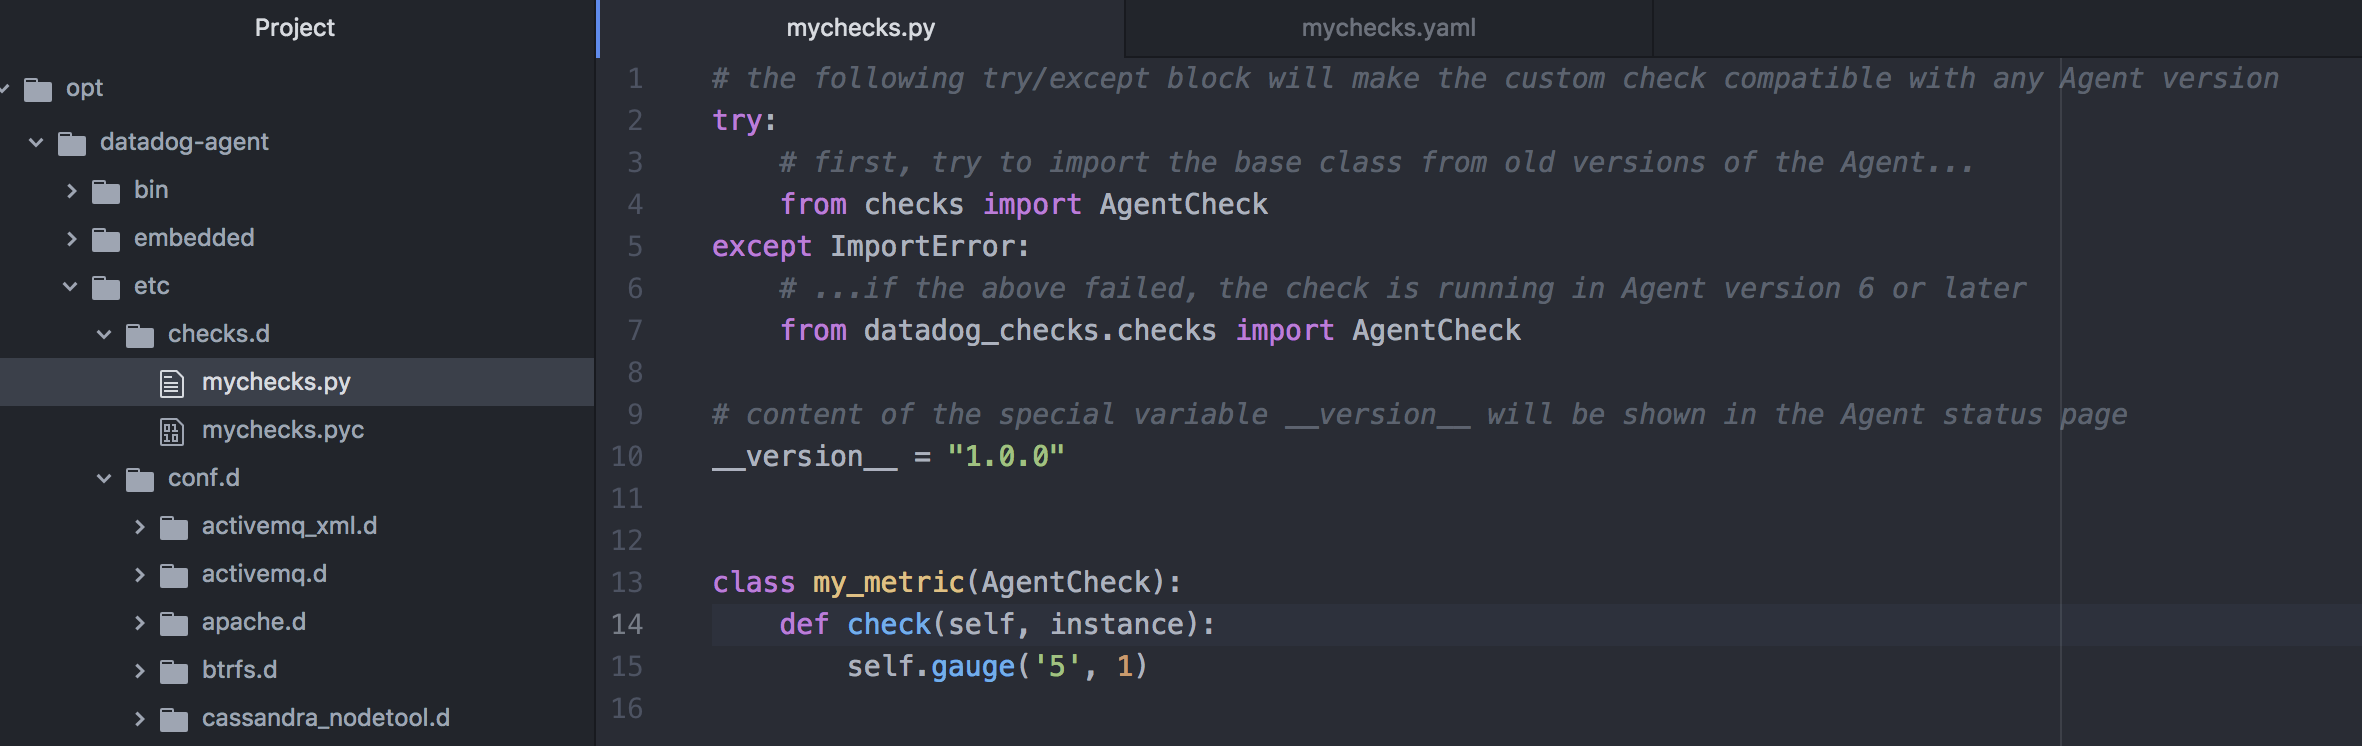 Project
opt
datadog-agent
bin
embedded
etc
checks.d
mychecks.py
mychecks.pyc
conf.d
activemq_xml.d
activemq.d
apache.d
btrfs.d
cassandra_nodetool.d
mychecks.py
mychecks.yaml
1 # the following try/except block will make the custom check compatible with any Agent version
2 try:
3     # first, try to import the base class from old versions of the Agent...
4     from checks import AgentCheck
5 except ImportError:
6     # ...if the above failed, the check is running in Agent version 6 or later
7     from datadog_checks.checks import AgentCheck
8
9 # content of the special variable __version__ will be shown in the Agent status page
10 __version__ = "1.0.0"
11
12
13 class my_metric(AgentCheck):
14     def check(self, instance):
15         self.gauge('5', 1)
16